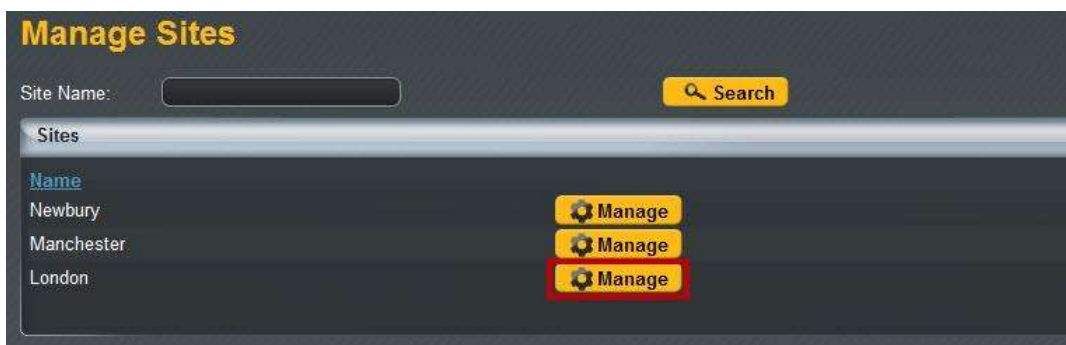 Manage Sites
Site Name:
Search
Sites
Name
Newbury Manage
Manchester Manage
London Manage